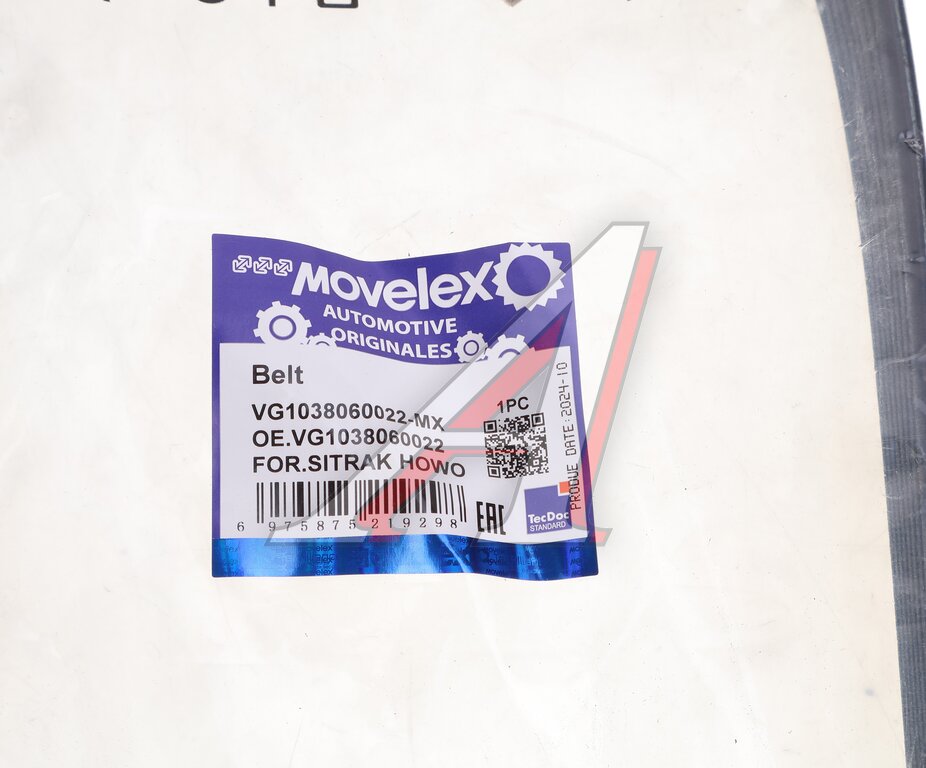 Movelex
AUTOMOTIVE
ORIGINALES
Belt
VG1038060022-MX
OE.VG1038060022
FOR.SITRAK HOWO
1PC
PRODUE DATE:2024-10
6 975875 219298
EAC
TecDoc
STANDARD